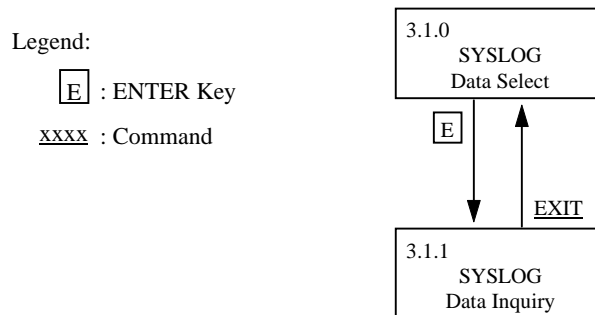 Legend:
E : ENTER Key
xxxx : Command
3.1.0
SYSLOG
Data Select
E
EXIT
3.1.1
SYSLOG
Data Inquiry